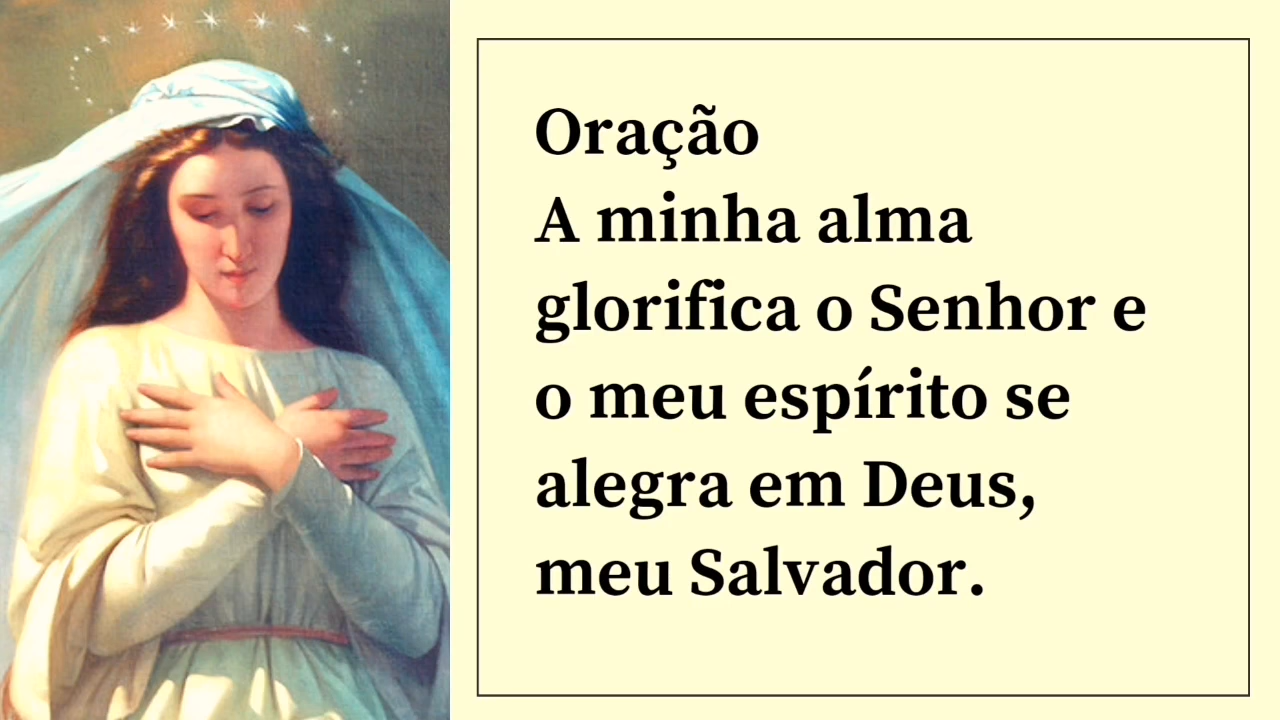 Oração
A minha alma
glorifica o Senhor e
o meu espírito se
alegra em Deus,
meu Salvador.